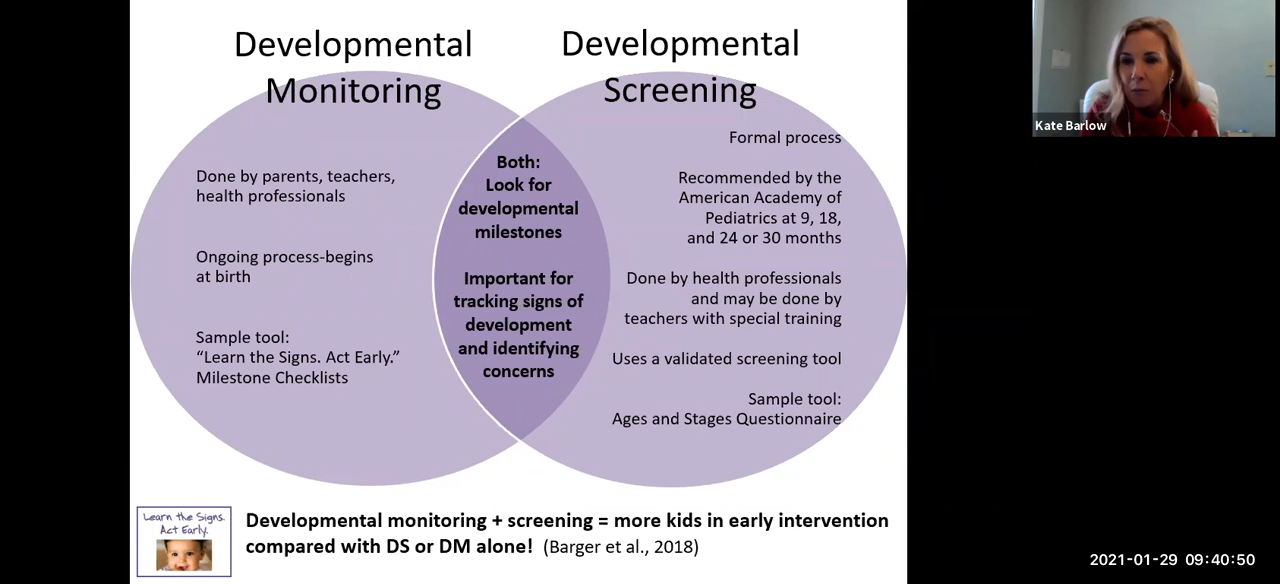 Developmental
Monitoring
Developmental
Screening
Done by parents, teachers,
health professionals
Ongoing process-begins
at birth
Sample tool:
“Learn the Signs. Act Early.”
Milestone Checklists
Both:
Look for
developmental
milestones
Important for
tracking signs of
development
and identifying
concerns
Formal process
Recommended by the
American Academy of
Pediatrics at 9, 18,
and 24 or 30 months
Done by health professionals
and may be done by
teachers with special training
Uses a validated screening tool
Sample tool:
Ages and Stages Questionnaire
Learn the Signs.
Act Early.
Developmental monitoring + screening = more kids in early intervention
compared with DS or DM alone! (Barger et al., 2018)
Kate Barlow
2021-01-29 09:40:50